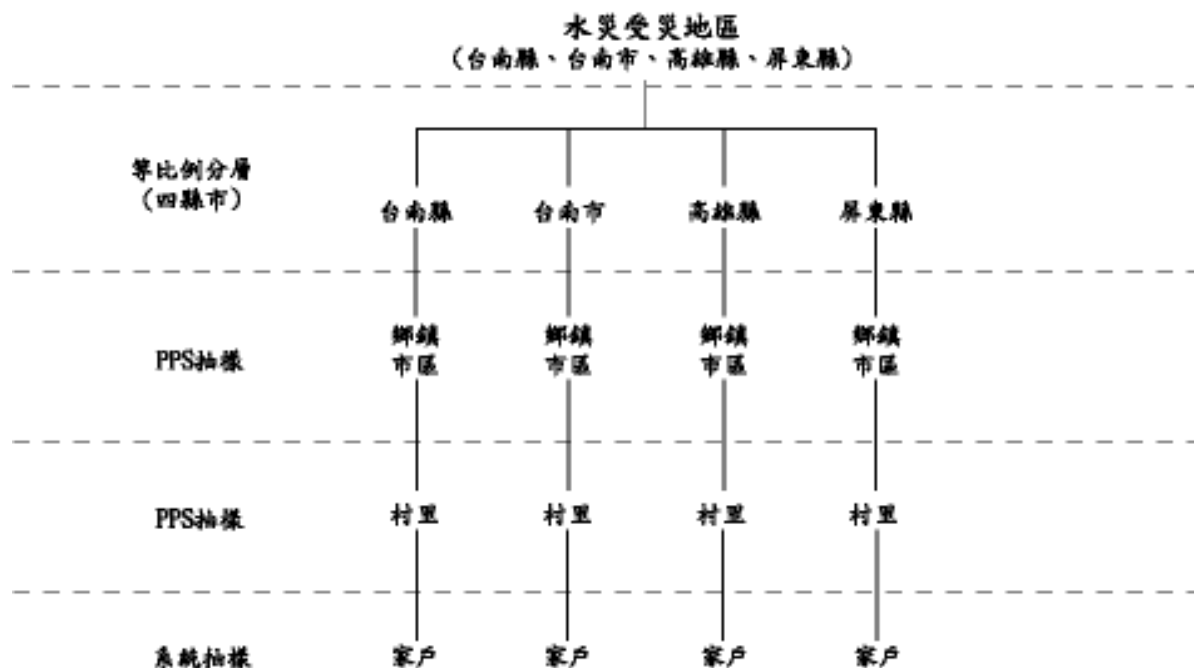 水災受災地區
（台南縣、台南市、高雄縣、屏東縣）
等比例分層
（四縣市）
台南縣 台南市 高雄縣 屏東縣
PPS抽樣
鄉鎮 鄉鎮 鄉鎮 鄉鎮
市區 市區 市區 市區
PPS抽樣 村里 村里 村里 村里
系統抽樣 家戶 家戶 家戶 家戶